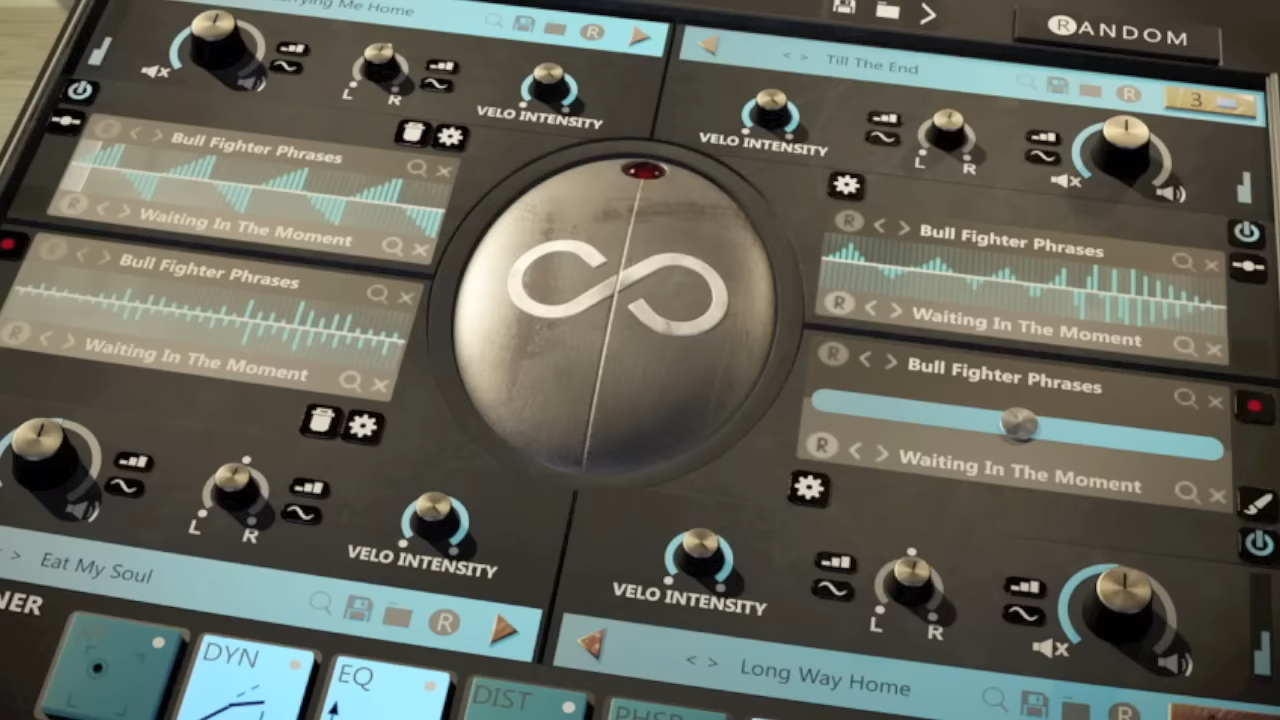 Me Home
RANDOM
< > Till The End
R
R
3
L R
VELO INTENSITY
VELO INTENSITY
L R
R < > Bull Fighter Phrases
R < > Waiting In The Moment
R < > Bull Fighter Phrases
R < > Waiting In The Moment
< > Bull Fighter Phrases
R < > Waiting In The Moment
R < > Bull Fighter Phrases
R < > Waiting In The Moment
L R
VELO INTENSITY
VELO INTENSITY
L R
> Eat My Soul
R
< > Long Way Home
R
DYN
EQ
DIST